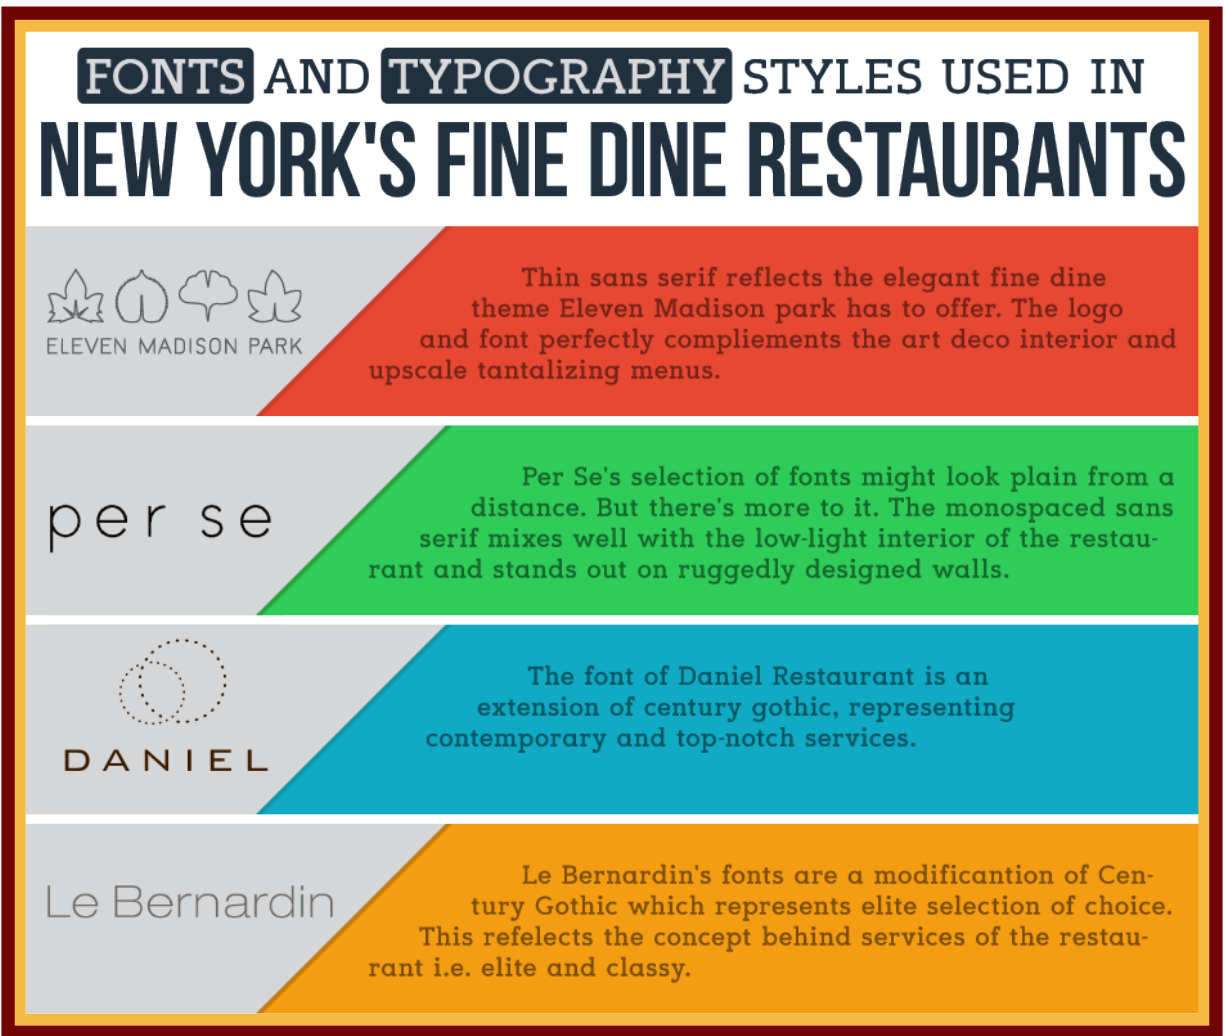 FONTS AND TYPOGRAPHY STYLES USED IN
NEW YORK'S FINE DINE RESTAURANTS
ELEVEN MADISON PARK
Thin sans serif reflects the elegant fine dine
theme Eleven Madison park has to offer. The logo
and font perfectly compliements the art deco interior and
upscale tantalizing menus.
per se
Per Se's selection of fonts might look plain from a
distance. But there's more to it. The monospaced sans
serif mixes well with the low-light interior of the restau-
rant and stands out on ruggedly designed walls.
DANIEL
The font of Daniel Restaurant is an
extension of century gothic, representing
contemporary and top-notch services.
Le Bernardin
Le Bernardin's fonts are a modificantion of Cen-
tury Gothic which represents elite selection of choice.
This refelects the concept behind services of the restau-
rant i.e. elite and classy.